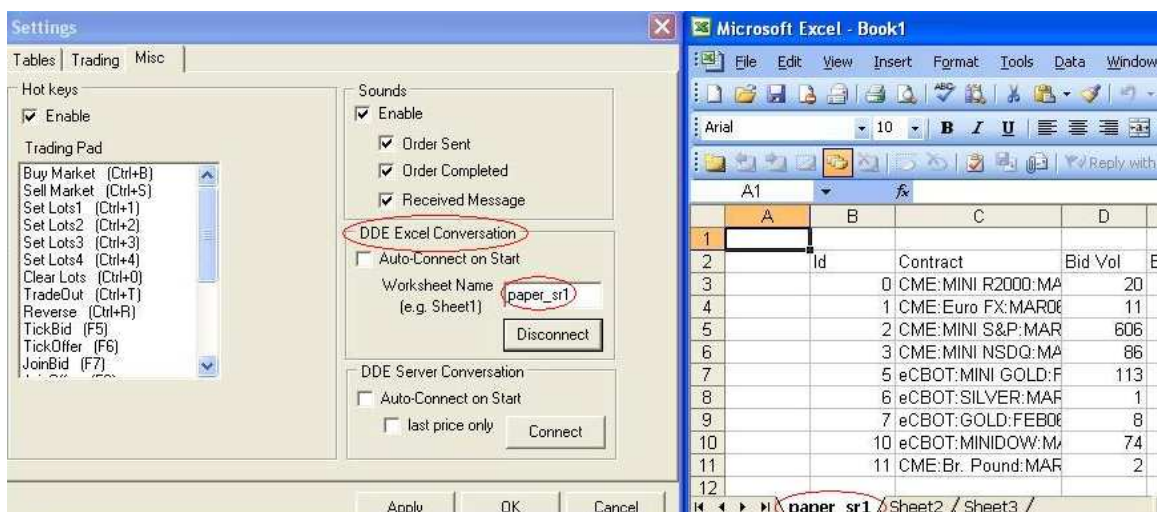 Settings
Tables Trading Misc
Hot keys
Enable
Trading Pad
Buy Market (Ctrl+B)
Sell Market (Ctrl+S)
Set Lots1 (Ctrl+1)
Set Lots2 (Ctrl+2)
Set Lots3 (Ctrl+3)
Set Lots4 (Ctrl+4)
Clear Lots (Ctrl+0)
TradeOut (Ctrl+T)
Reverse (Ctrl+R)
TickBid (F5)
TickOffer (F6)
JoinBid (F7)
Sounds
Enable
Order Sent
Order Completed
Received Message
DDE Excel Conversation
Auto-Connect on Start
Worksheet Name
(e.g. Sheet1)
paper_sr1
Disconnect
DDE Server Conversation
Auto-Connect on Start
last price only
Connect
Apply OK Cancel
Microsoft Excel - Book1
File Edit View Insert Format Tools Data Window
Arial 10 B I U
Reply with
A1 fx
A B C D
1
2 Id Contract Bid Vol
3 0 CME:MINI R2000:MA 20
4 1 CME:Euro FX:MAR06 11
5 2 CME:MINI S&P:MAR 606
6 3 CME:MINI NSDQ:MA 86
7 5 eCBOT:MINI GOLD:F 113
8 6 eCBOT:SILVER:MAR 1
9 7 eCBOT:GOLD:FEB06 8
10 10 eCBOT:MINIDOW:MA 74
11 11 CME:Br. Pound:MAR 2
12
paper_sr1 Sheet2 Sheet3